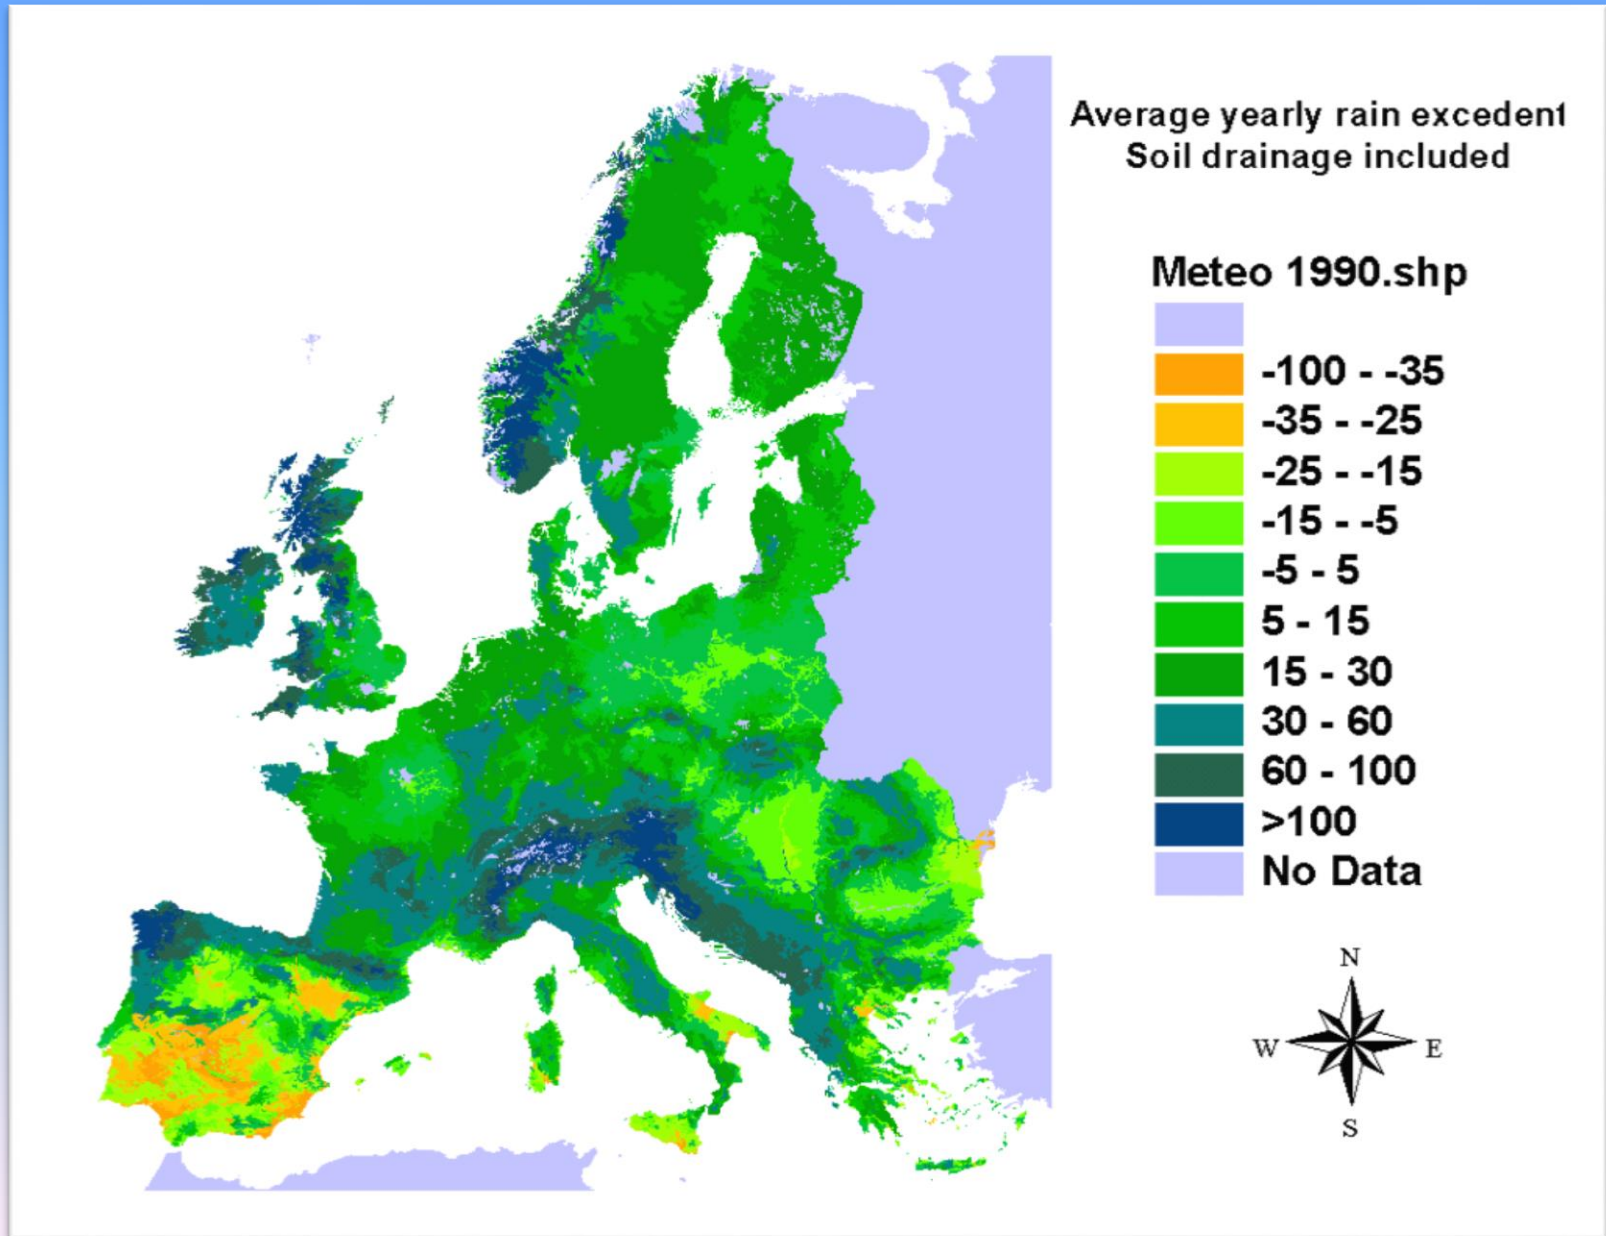 Average yearly rain excedent
Soil drainage included
Meteo 1990.shp
-100 - -35
-35 - -25
-25 - -15
-15 - -5
-5 - 5
5 - 15
15 - 30
30 - 60
60 - 100
>100
No Data
N
W
E
S